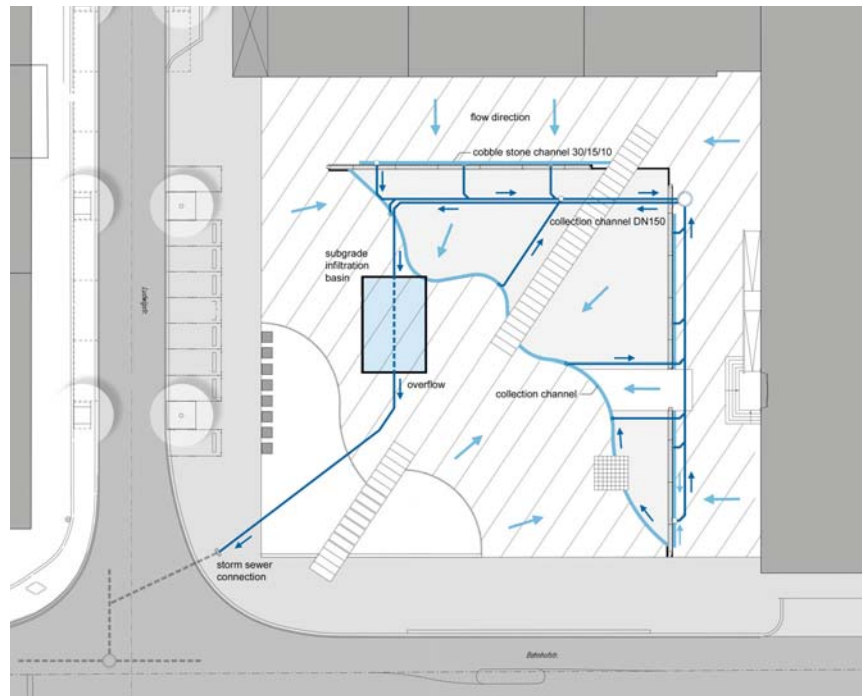 flow direction
cobble stone channel 30/15/10
collection channel DN150
subgrade
infiltration
basin
overflow
collection channel
storm sewer
connection
Bahnhofstr.